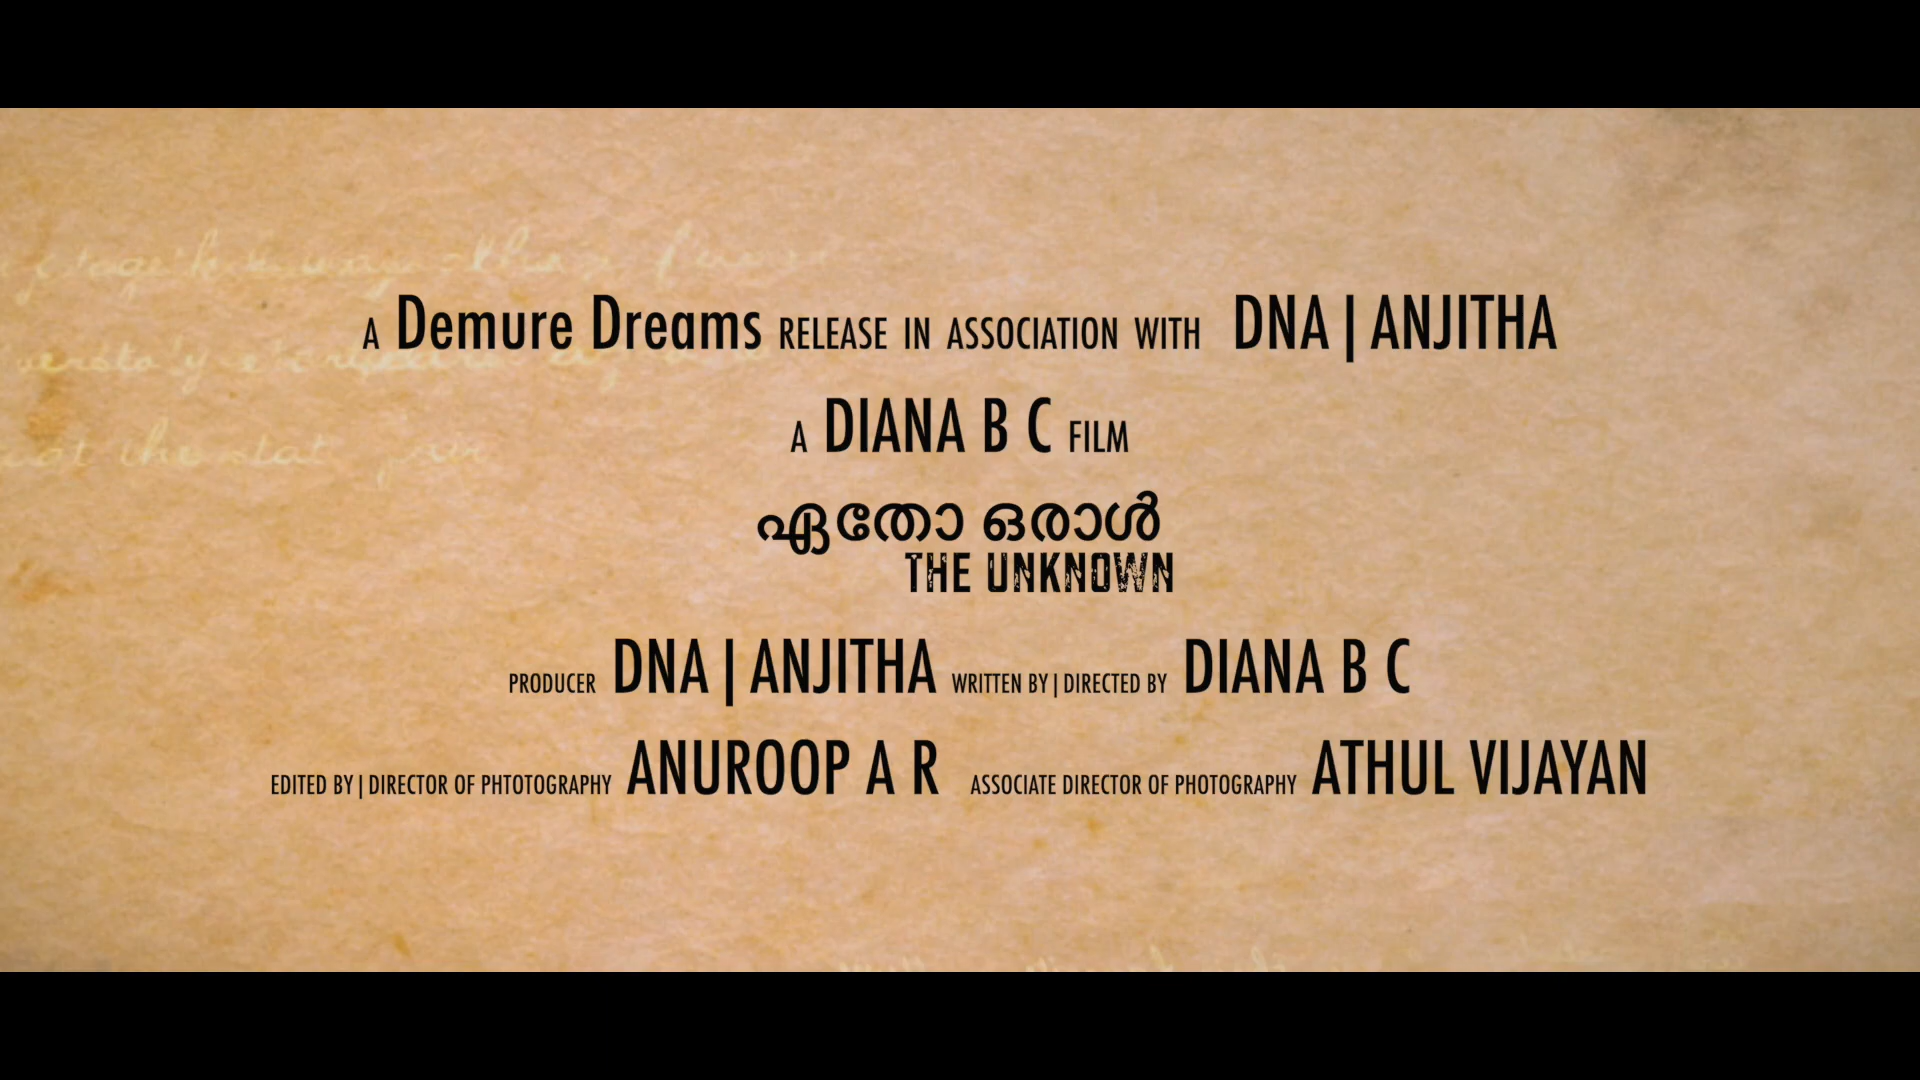 A Demure Dreams RELEASE IN ASSOCIATION WITH DNA | ANJITHA
A DIANA B C FILM
ഏതോ ഒരാൾ
THE UNKNOWN
PRODUCER DNA | ANJITHA WRITTEN BY | DIRECTED BY DIANA B C
EDITED BY | DIRECTOR OF PHTOTOGRAPHY ANUROOP A R ASSOCIATE DIRECTOR OF PHOTOGRAPHY ATHUL VIJAYAN